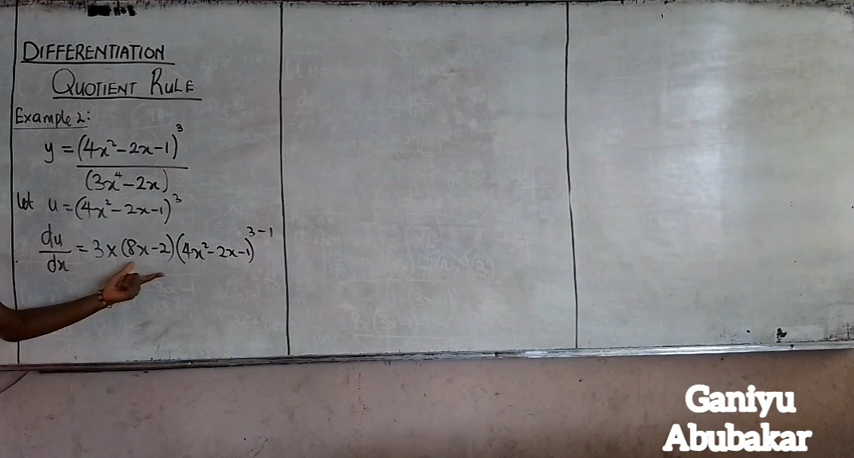 DIFFERENTIATION
QUOTIENT RULE
Example 2:
y = (4x²-2x-1)³
(3x⁴-2x)
let u = (4x²-2x-1)³
du
dx
= 3×(8x-2)(4x²-2x-1)³⁻¹
Ganiyu
Abubakar